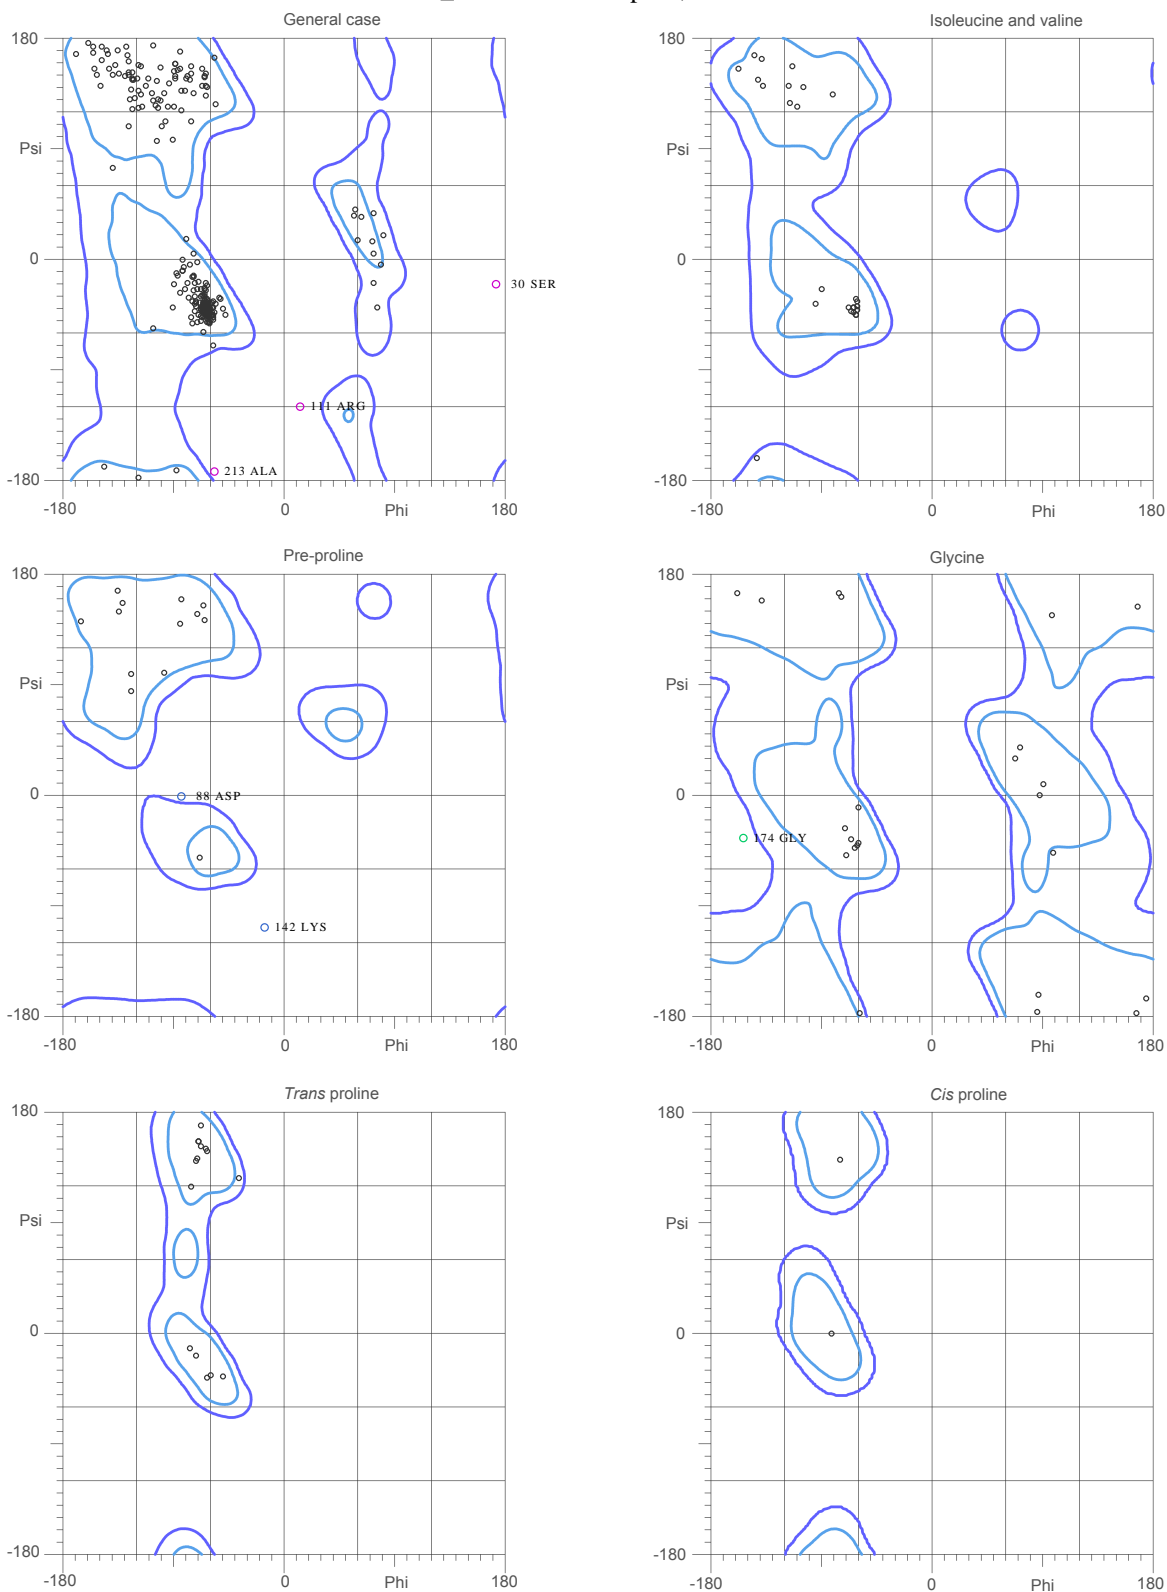 General case
180
Psi
0
-180
-180
0
Phi
180
30 SER
111 ARG
213 ALA
Isoleucine and valine
180
Psi
0
-180
-180
0
Phi
180
Pre-proline
180
Psi
0
-180
-180
0
Phi
180
88 ASP
142 LYS
Glycine
180
Psi
0
-180
-180
0
Phi
180
174 GLY
Trans proline
180
Psi
0
-180
-180
0
Phi
180
Cis proline
180
Psi
0
-180
-180
0
Phi
180